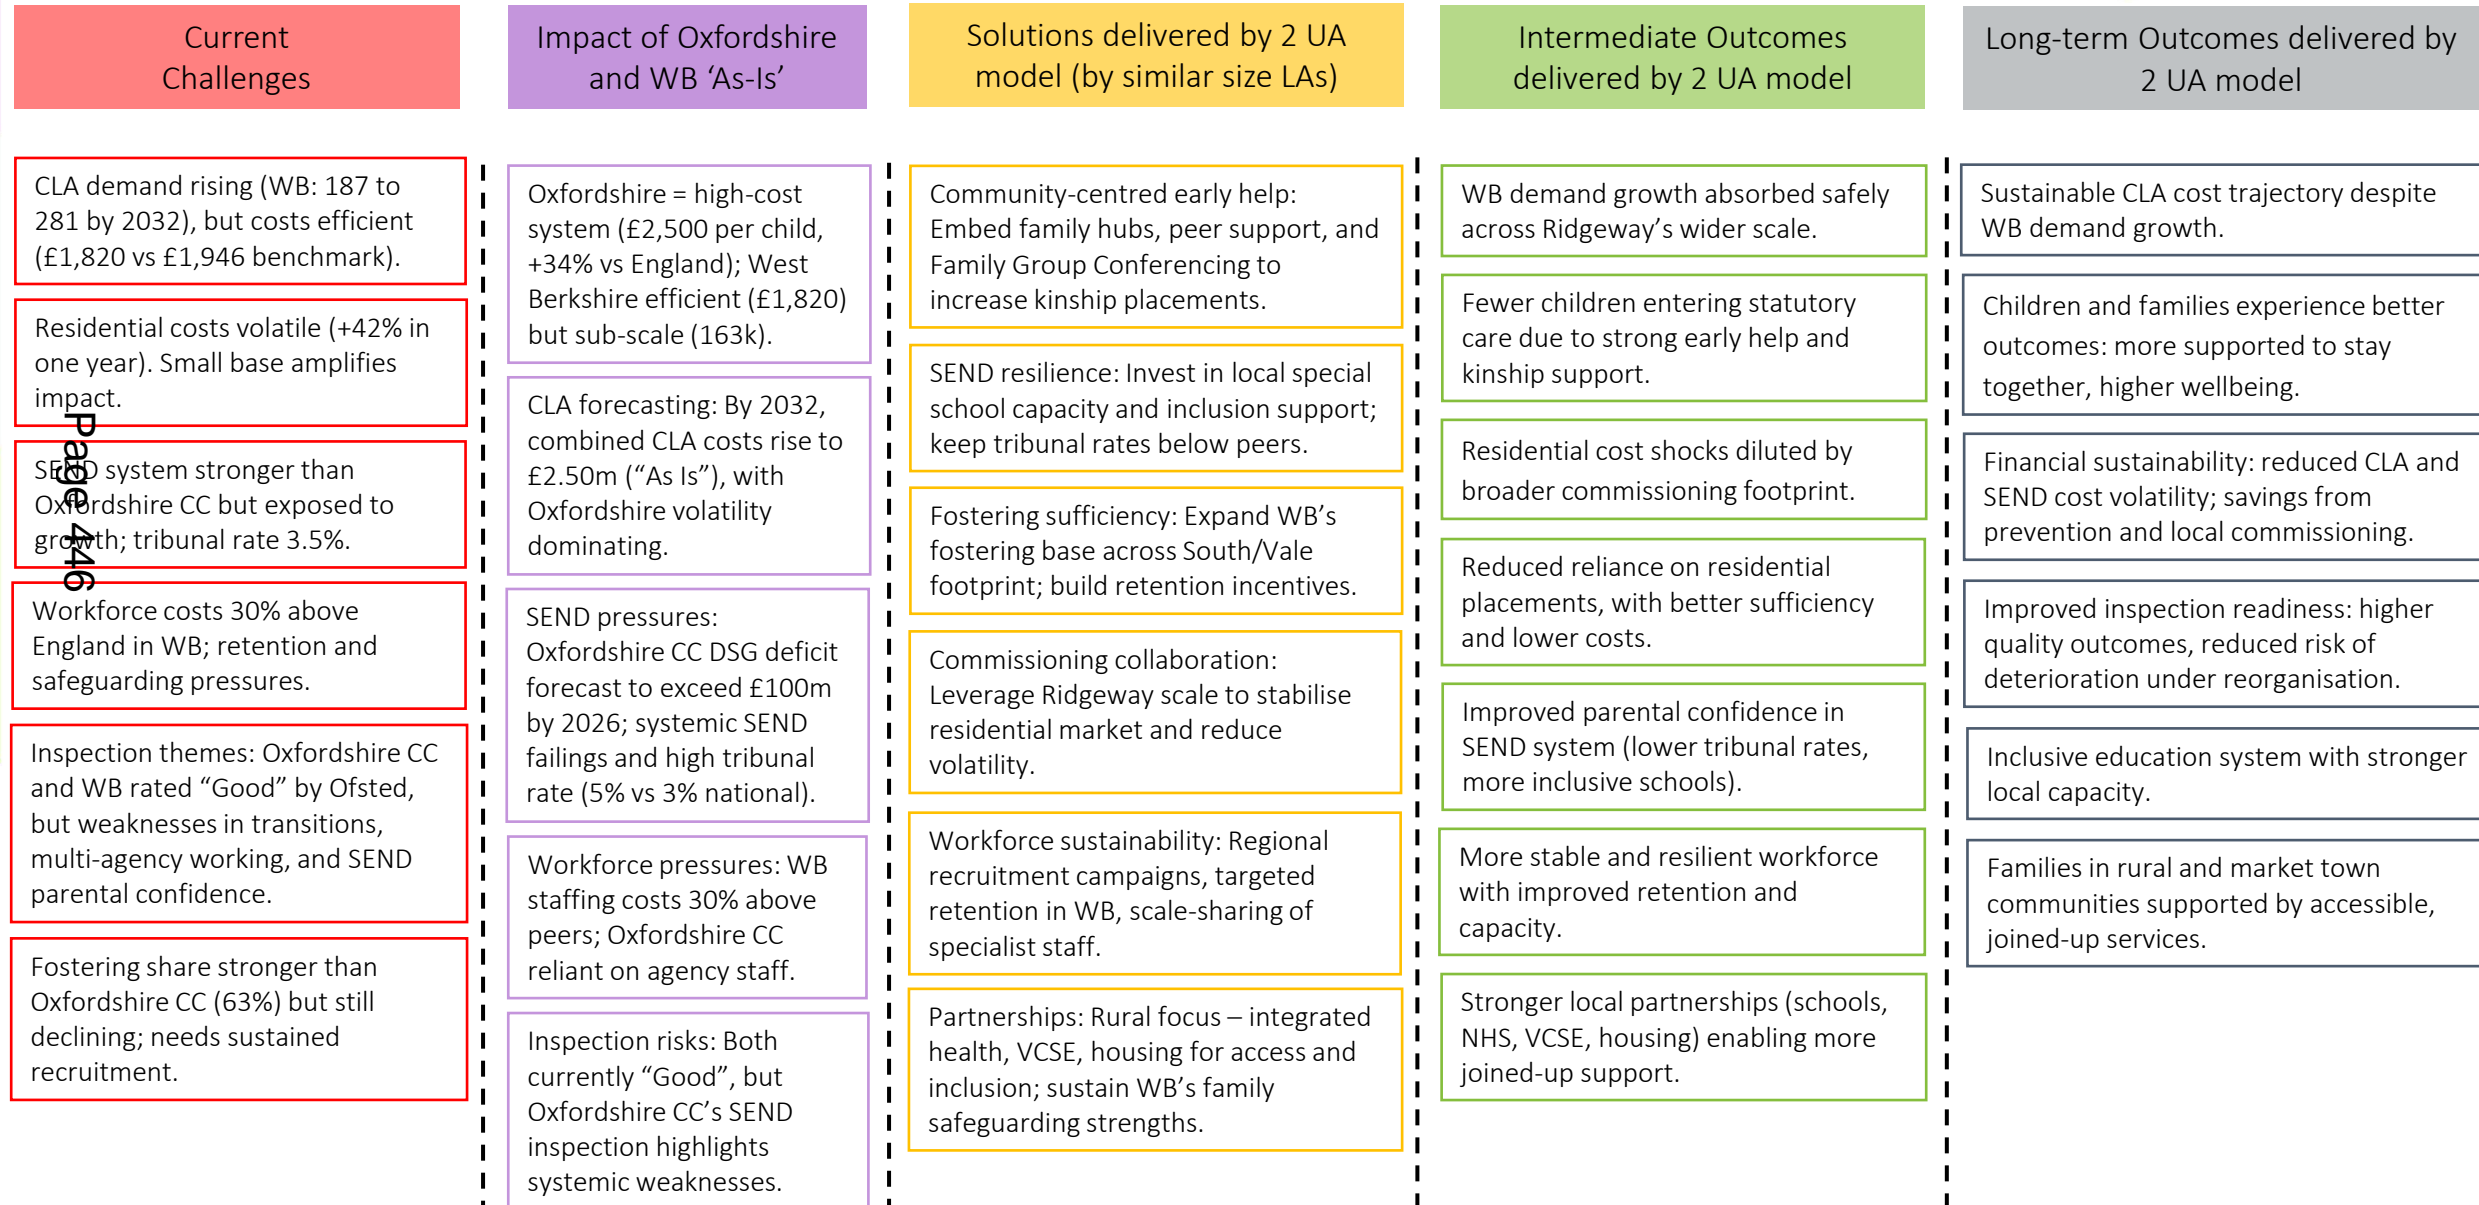 Current
Challenges
CLA demand rising (WB: 187 to
281 by 2032), but costs efficient
(£1,820 vs £1,946 benchmark).
Residential costs volatile (+42% in
one year). Small base amplifies
impact.
SEND system stronger than
Oxfordshire CC but exposed to
growth; tribunal rate 3.5%.
Workforce costs 30% above
England in WB; retention and
safeguarding pressures.
Inspection themes: Oxfordshire CC
and WB rated “Good” by Ofsted,
but weaknesses in transitions,
multi-agency working, and SEND
parental confidence.
Fostering share stronger than
Oxfordshire CC (63%) but still
declining; needs sustained
recruitment.
Page 446
Impact of Oxfordshire
and WB ‘As-Is’
Oxfordshire = high-cost
system (£2,500 per child,
+34% vs England); West
Berkshire efficient (£1,820)
but sub-scale (163k).
CLA forecasting: By 2032,
combined CLA costs rise to
£2.50m (“As Is”), with
Oxfordshire volatility
dominating.
SEND pressures:
Oxfordshire CC DSG deficit
forecast to exceed £100m
by 2026; systemic SEND
failings and high tribunal
rate (5% vs 3% national).
Workforce pressures: WB
staffing costs 30% above
peers; Oxfordshire CC
reliant on agency staff.
Inspection risks: Both
currently “Good”, but
Oxfordshire CC’s SEND
inspection highlights
systemic weaknesses.
Solutions delivered by 2 UA
model (by similar size LAs)
Community-centred early help:
Embed family hubs, peer support, and
Family Group Conferencing to
increase kinship placements.
SEND resilience: Invest in local special
school capacity and inclusion support;
keep tribunal rates below peers.
Fostering sufficiency: Expand WB’s
fostering base across South/Vale
footprint; build retention incentives.
Commissioning collaboration:
Leverage Ridgeway scale to stabilise
residential market and reduce
volatility.
Workforce sustainability: Regional
recruitment campaigns, targeted
retention in WB, scale-sharing of
specialist staff.
Partnerships: Rural focus – integrated
health, VCSE, housing for access and
inclusion; sustain WB’s family
safeguarding strengths.
Intermediate Outcomes
delivered by 2 UA model
WB demand growth absorbed safely
across Ridgeway’s wider scale.
Fewer children entering statutory
care due to strong early help and
kinship support.
Residential cost shocks diluted by
broader commissioning footprint.
Reduced reliance on residential
placements, with better sufficiency
and lower costs.
Improved parental confidence in
SEND system (lower tribunal rates,
more inclusive schools).
More stable and resilient workforce
with improved retention and
capacity.
Stronger local partnerships (schools,
NHS, VCSE, housing) enabling more
joined-up support.
Long-term Outcomes delivered by
2 UA model
Sustainable CLA cost trajectory despite
WB demand growth.
Children and families experience better
outcomes: more supported to stay
together, higher wellbeing.
Financial sustainability: reduced CLA and
SEND cost volatility; savings from
prevention and local commissioning.
Improved inspection readiness: higher
quality outcomes, reduced risk of
deterioration under reorganisation.
Inclusive education system with stronger
local capacity.
Families in rural and market town
communities supported by accessible,
joined-up services.